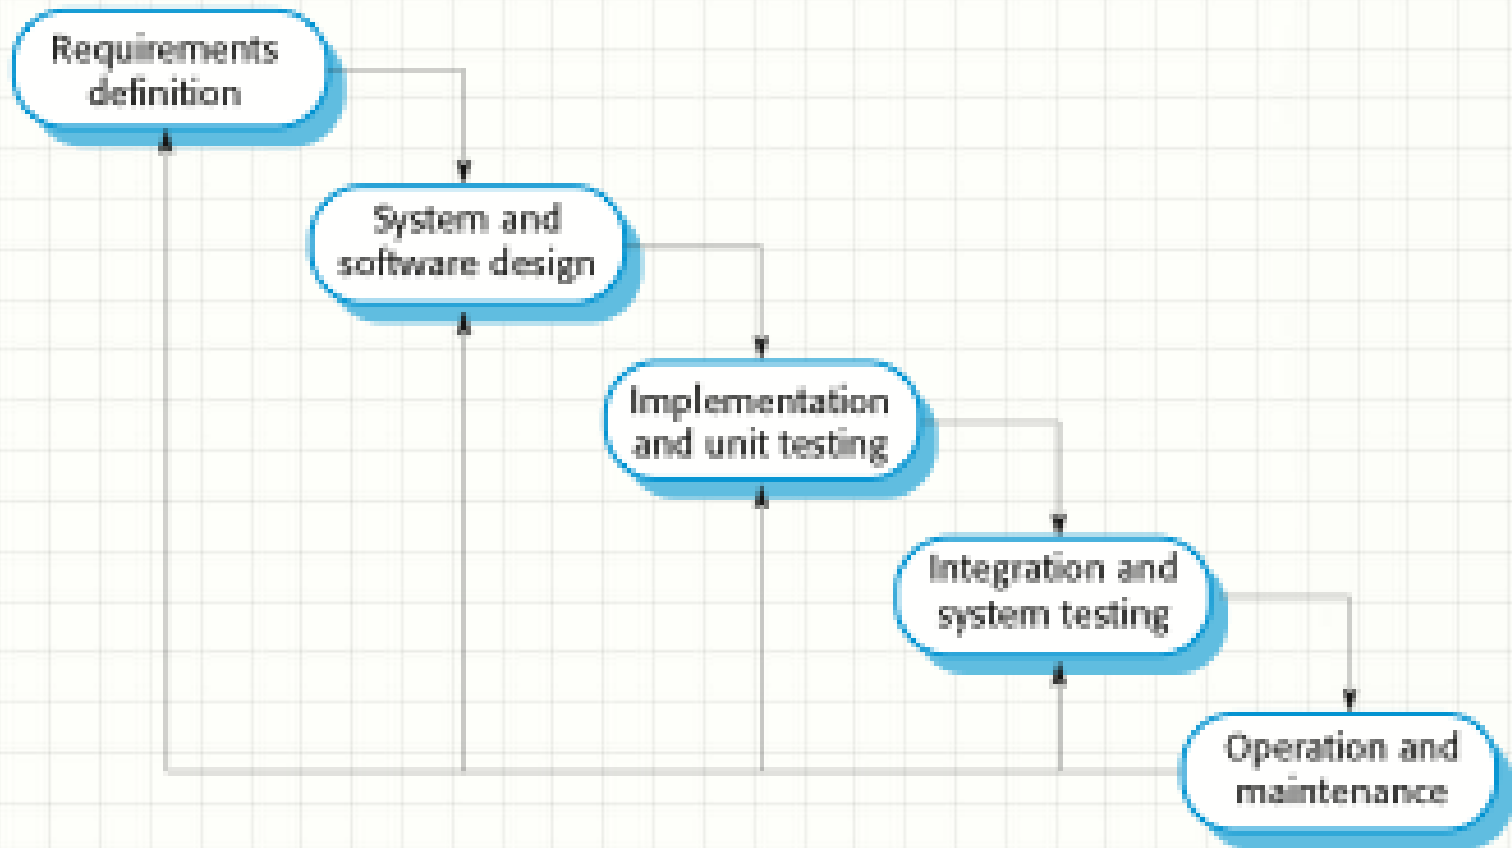 Requirements
definition
System and
software design
Implementation
and unit testing
Integration and
system testing
Operation and
maintenance